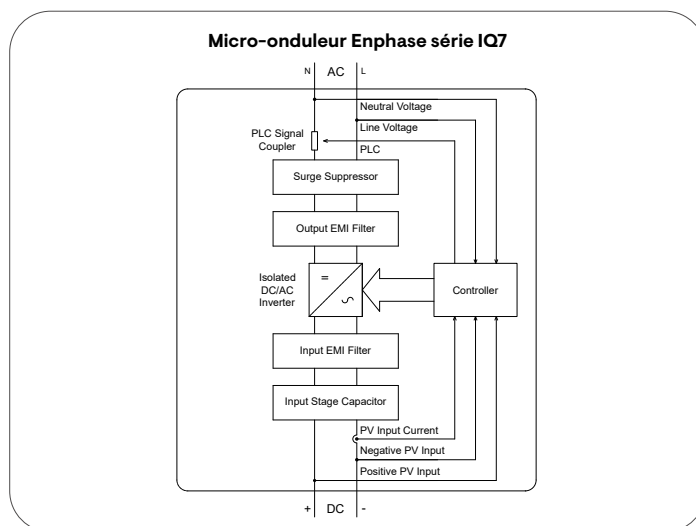 Micro-onduleur Enphase série IQ7
N AC L
Neutral Voltage
Line Voltage
PLC Signal
Coupler
PLC
Surge Suppressor
Output EMI Filter
Isolated
DC/AC
Inverter
=
∿
Controller
Input EMI Filter
Input Stage Capacitor
PV Input Current
Negative PV Input
Positive PV Input
+ DC -